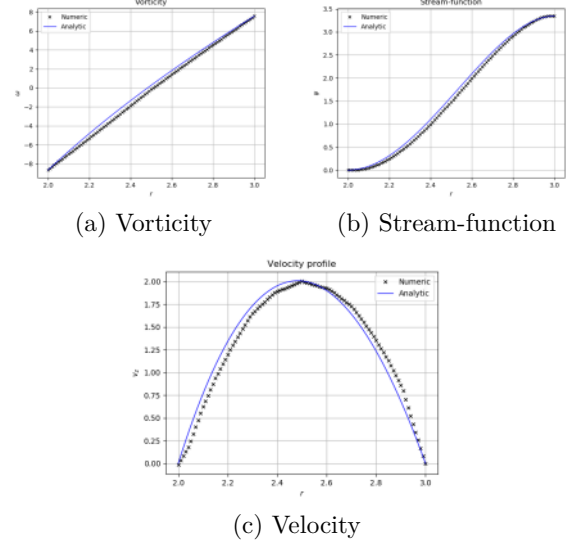 Vorticity
Numeric
Analytic
8
6
4
2
0
−2
−4
−6
−8
ω
2.0 2.2 2.4 2.6 2.8 3.0
r
(a) Vorticity
Stream-function
Numeric
Analytic
3.5
3.0
2.5
2.0
1.5
1.0
0.5
0.0
2.0 2.2 2.4 2.6 2.8 3.0
r
(b) Stream-function
Velocity profile
Numeric
Analytic
2.00
1.75
1.50
1.25
1.00
0.75
0.50
0.25
0.00
v_z
2.0 2.2 2.4 2.6 2.8 3.0
r
(c) Velocity